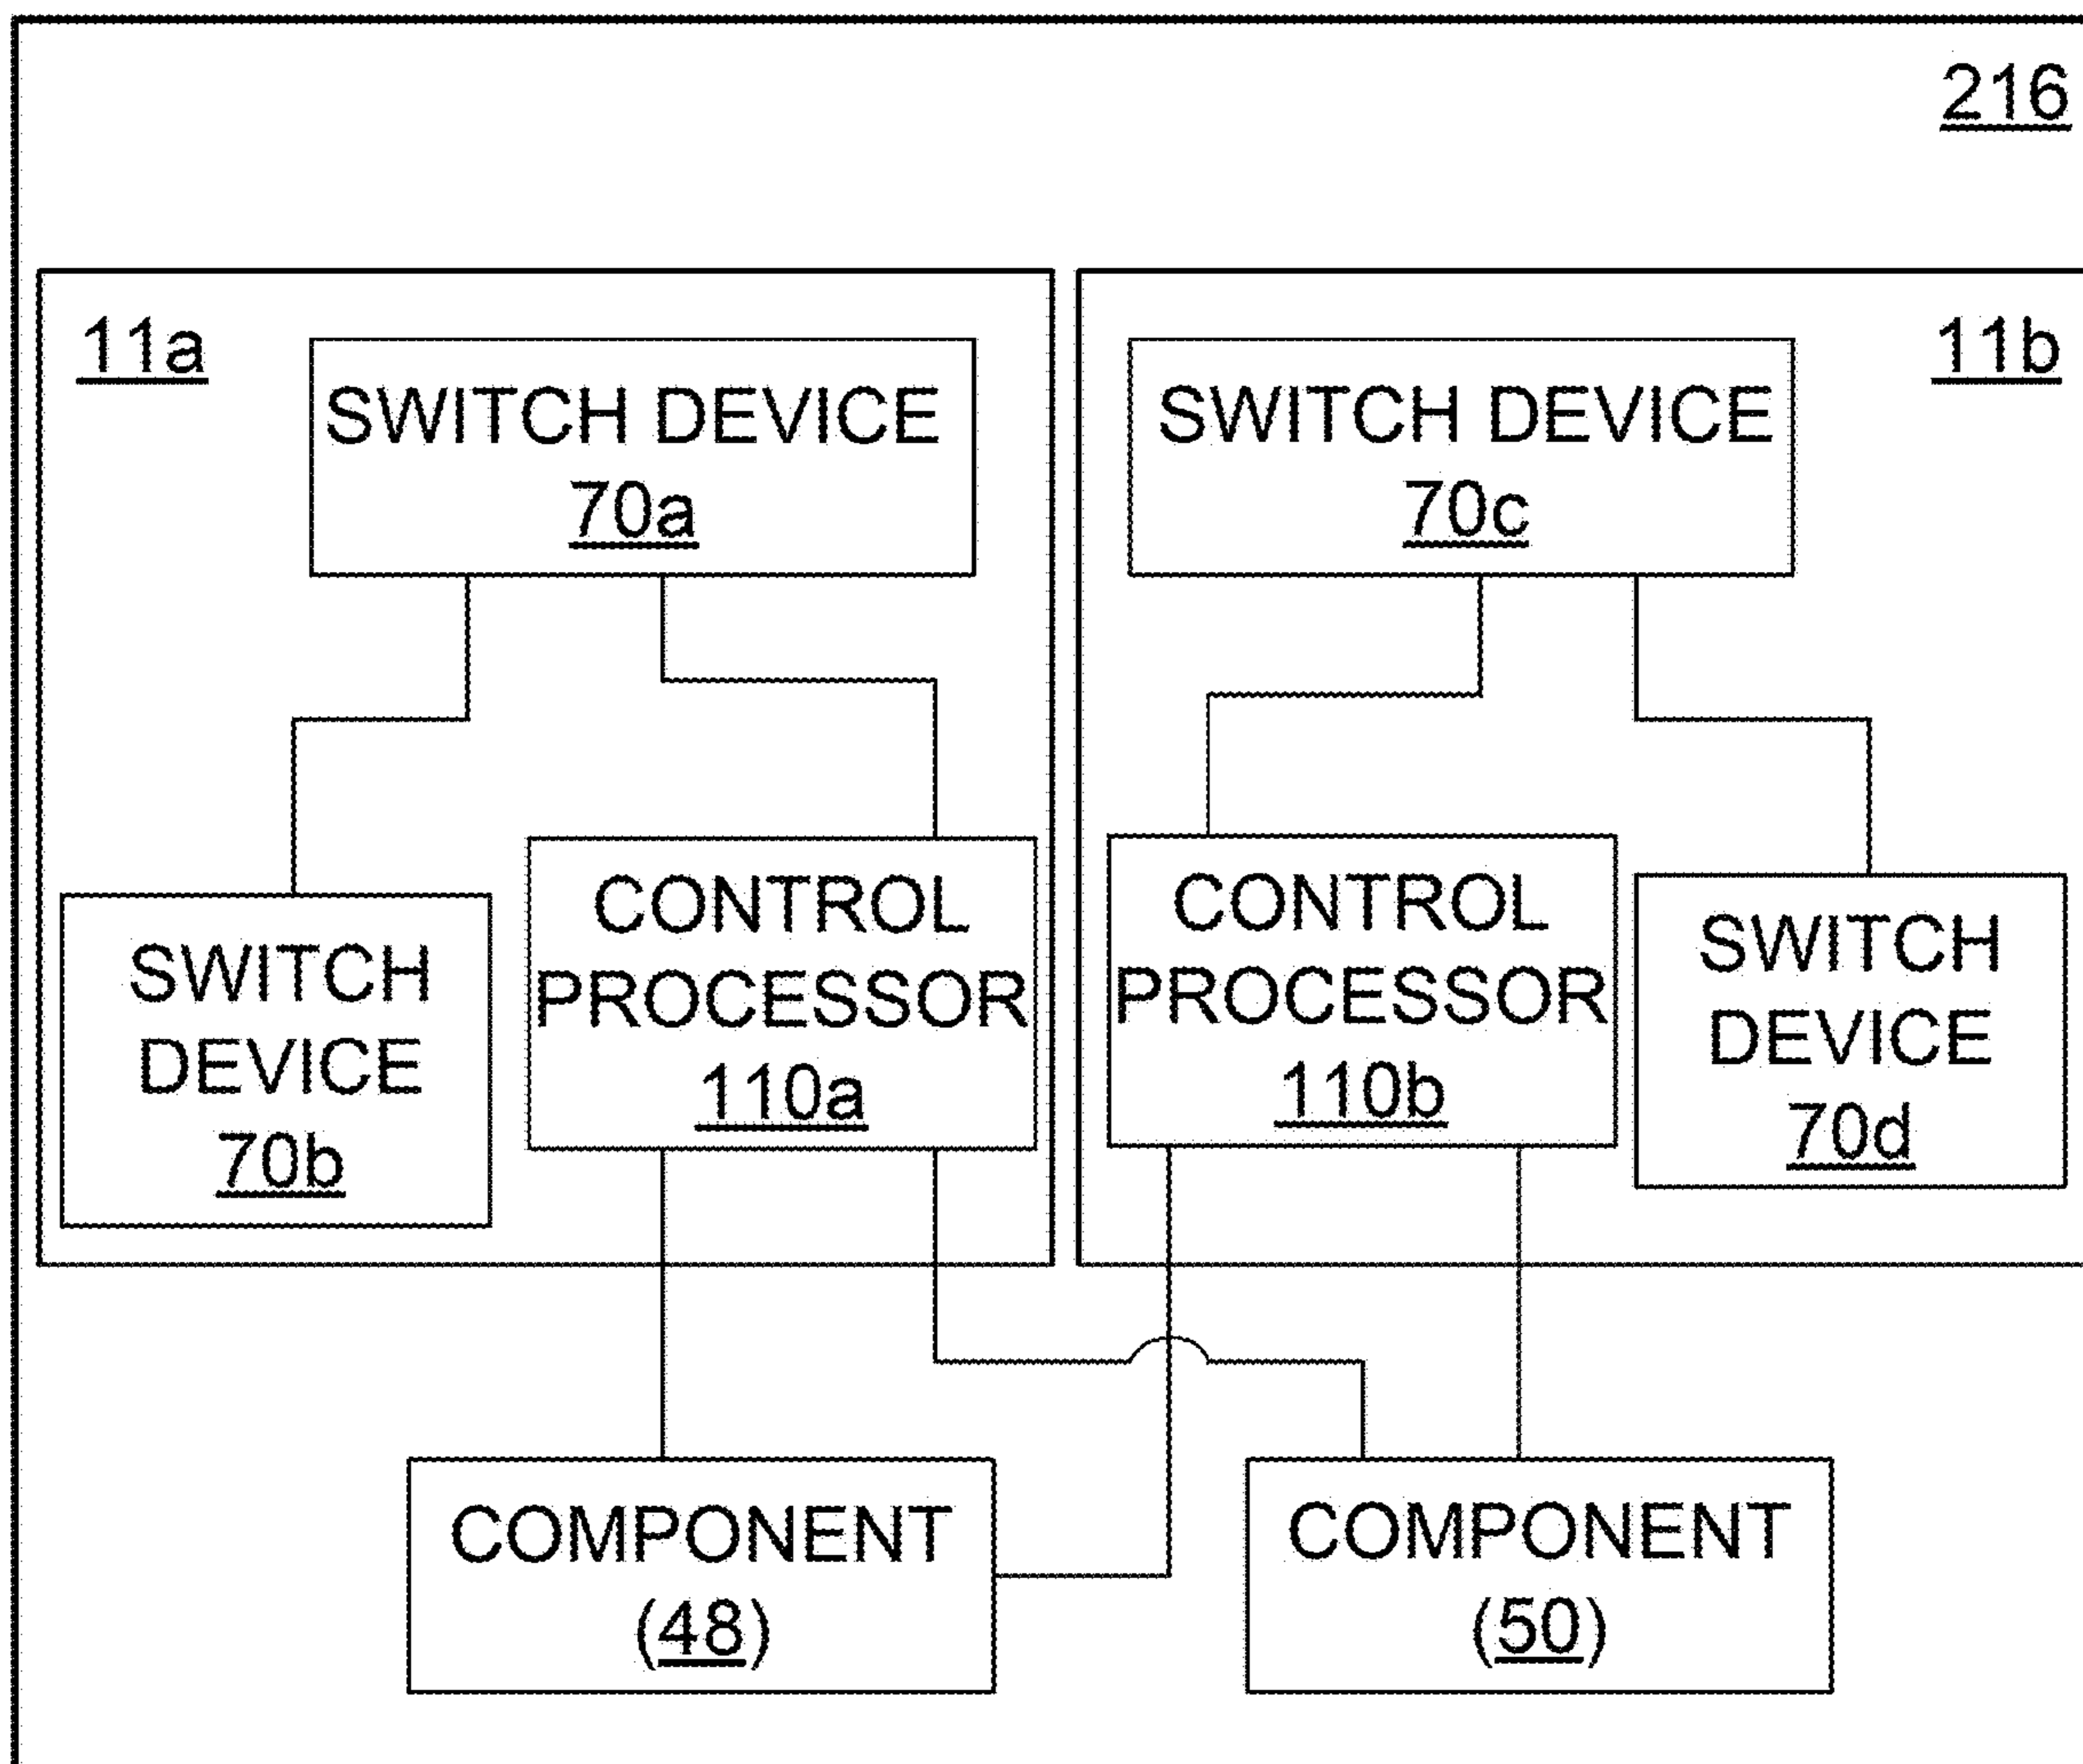 216
11a
SWITCH DEVICE
70a
SWITCH DEVICE
70c
11b
SWITCH
DEVICE
70b
CONTROL
PROCESSOR
110a
CONTROL
PROCESSOR
110b
SWITCH
DEVICE
70d
COMPONENT
(48)
COMPONENT
(50)